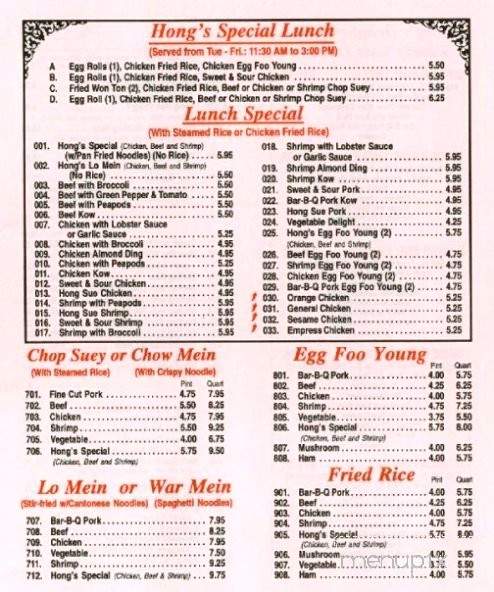 Hong's Special Lunch
(Served from Tue - Fri.: 11:30 AM to 3:00 PM)
A Egg Rolls (1), Chicken Fried Rice, Chicken Egg Foo Young 5.50
B. Egg Rolls (1), Chicken Fried Rice, Sweet & Sour Chicken 5.95
C. Fried Won Ton (2), Chicken Fried Rice, Beef or Chicken or Shrimp Chop Suey 5.95
D. Egg Roll (1), Chicken Fried Rice, Beef or Chicken or Shrimp Chop Suey 6.25
Lunch Special
(With Steamed Rice or Chicken Fried Rice)
001. Hong's Special (Chicken, Beef and Shrimp)
(w/Pan Fried Noodles) (No Rice) 5.95
002. Hong's Lo Mein (Chicken, Beef and Shrimp)
(No Rice) 5.50
003. Beef with Broccoli 5.50
004. Beef with Green Pepper & Tomato 5.50
005. Beef with Peapods 5.50
006. Beef Kow 5.50
007. Chicken with Lobster Sauce
or Garlic Sauce 5.25
008. Chicken with Broccoli 4.95
009. Chicken Almond Ding 4.95
010. Chicken with Peapods 5.25
011. Chicken Kow 4.95
012. Sweet & Sour Chicken 4.95
013. Hong Sue Chicken 4.95
014. Shrimp with Peapods 5.95
015. Hong Sue Shrimp 5.95
016. Sweet & Sour Shrimp 5.95
017. Shrimp with Broccoli 5.95
018. Shrimp with Lobster Sauce
or Garlic Sauce 5.95
019. Shrimp Almond Ding 5.95
020. Shrimp Kow 5.95
021. Sweet & Sour Pork 4.95
022. Bar-B-Q Pork Kow 4.95
023. Hong Sue Pork 4.95
024. Vegetable Delight 4.25
025. Hong's Egg Foo Young (2) 5.75
(Chicken, Beef and Shrimp)
026. Beef Egg Foo Young (2) 4.75
027. Shrimp Egg Foo Young (2) 4.75
028. Chicken Egg Foo Young (2) 4.75
029. Bar-B-Q Pork Egg Foo Young (2) 4.75
030. Orange Chicken 5.25
031. General Chicken 5.25
032. Sesame Chicken 5.25
033. Empress Chicken 5.25
Chop Suey or Chow Mein
(With Steamed Rice) (With Crispy Noodle)
Pint Quart
701. Fine Cut Pork 4.75 7.95
702. Beef 5.50 8.25
703. Chicken 4.75 7.95
704. Shrimp 5.50 9.25
705. Vegetable 4.00 6.75
706. Hong's Special 5.75 9.50
(Chicken, Beef and Shrimp)
Lo Mein or War Mein
(Stir-fried w/Cantonese Noodles) (Spaghetti Noodles)
707. Bar-B-Q Pork 7.95
708. Beef 8.25
709. Chicken 7.95
710. Vegetable 7.50
711. Shrimp 9.25
712. Hong's Special (Chicken, Beef & Shrimp) 9.75
Egg Foo Young
Pint Quart
801. Bar-B-Q Pork 4.00 5.75
802. Beef 4.25 6.25
803. Chicken 4.00 5.75
804. Shrimp 4.75 7.25
805. Vegetable 3.75 5.50
806. Hong's Special 5.75 8.00
(Chicken, Beef and Shrimp)
807. Mushroom 4.00 6.25
808. Ham 4.00 5.75
Fried Rice
Pint Quart
901. Bar-B-Q Pork 4.00 5.75
902. Beef 4.25 6.25
903. Chicken 4.00 5.75
904. Shrimp 4.75 7.25
905. Hong's Special 5.75 8.00
(Chicken, Beef and Shrimp)
906. Mushroom
907. Vegetable
908. Ham 4.00 5.75
menupix